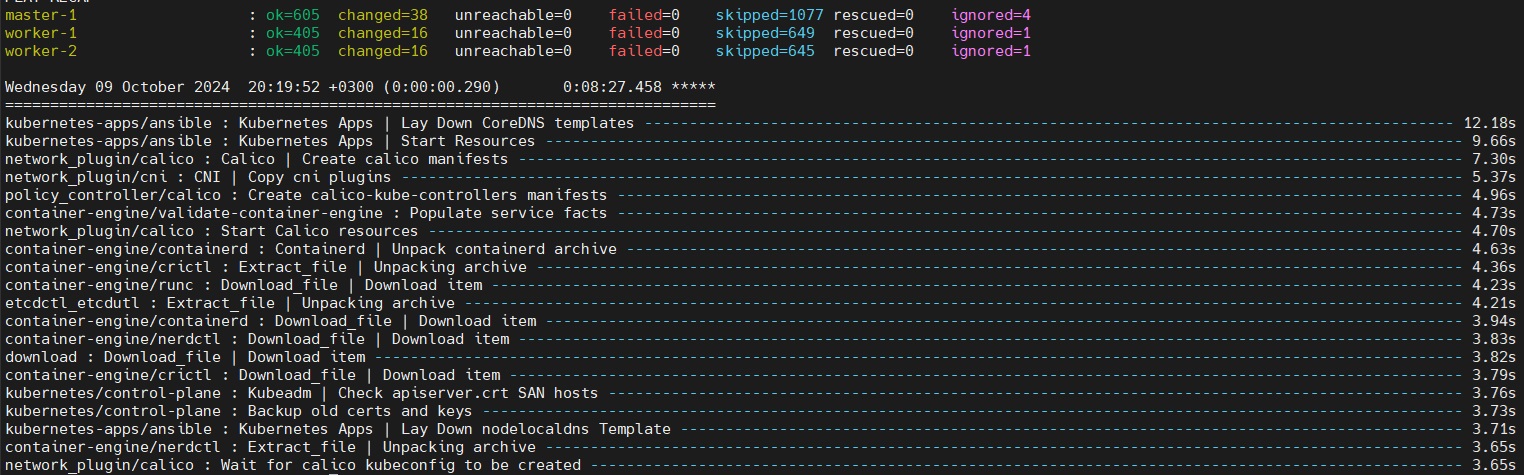 PLAY RECAP
master-1 : ok=605 changed=38 unreachable=0 failed=0 skipped=1077 rescued=0 ignored=4
worker-1 : ok=405 changed=16 unreachable=0 failed=0 skipped=649 rescued=0 ignored=1
worker-2 : ok=405 changed=16 unreachable=0 failed=0 skipped=645 rescued=0 ignored=1
Wednesday 09 October 2024 20:19:52 +0300 (0:00:00.290) 0:08:27.458 *****
===============================================================================
kubernetes-apps/ansible : Kubernetes Apps | Lay Down CoreDNS templates --- 12.18s
kubernetes-apps/ansible : Kubernetes Apps | Start Resources --- 9.66s
network_plugin/calico : Calico | Create calico manifests --- 7.30s
network_plugin/cni : CNI | Copy cni plugins --- 5.37s
policy_controller/calico : Create calico-kube-controllers manifests --- 4.96s
container-engine/validate-container-engine : Populate service facts --- 4.73s
network_plugin/calico : Start Calico resources --- 4.70s
container-engine/containerd : Containerd | Unpack containerd archive --- 4.63s
container-engine/crictl : Extract_file | Unpacking archive --- 4.36s
container-engine/runc : Download_file | Download item --- 4.23s
etcdctl_etcdutl : Extract_file | Unpacking archive --- 4.21s
container-engine/containerd : Download_file | Download item --- 3.94s
container-engine/nerdctl : Download_file | Download item --- 3.83s
download : Download_file | Download item --- 3.82s
container-engine/crictl : Download_file | Download item --- 3.79s
kubernetes/control-plane : Kubeadm | Check apiserver.crt SAN hosts --- 3.76s
kubernetes/control-plane : Backup old certs and keys --- 3.73s
kubernetes-apps/ansible : Kubernetes Apps | Lay Down nodelocaldns Template --- 3.71s
container-engine/nerdctl : Extract_file | Unpacking archive --- 3.65s
network_plugin/calico : Wait for calico kubeconfig to be created --- 3.65s